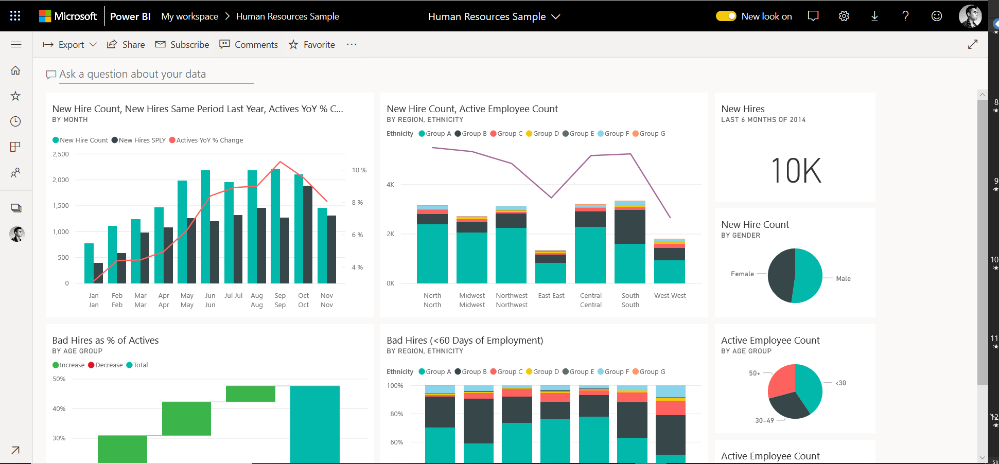 Microsoft Power BI My workspace > Human Resources Sample
Human Resources Sample
New look on
Export Share Subscribe Comments Favorite ...
Ask a question about your data
New Hire Count, New Hires Same Period Last Year, Actives YoY % C...
BY MONTH
New Hire Count New Hires SPLY Actives YoY % Change
2,500
2,000
1,500
1,000
500
0
10 %
8 %
6 %
4 %
Jan Feb Mar Apr May Jun Jul Jul Aug Sep Oct Nov
Jan Feb Mar Apr May Jun Aug Sep Oct Nov
New Hire Count, Active Employee Count
BY REGION, ETHNICITY
Ethnicity Group A Group B Group C Group D Group E Group F Group G
4K
2K
0K
North Midwest Northwest East East Central South West West
North Midwest Northwest Central South
New Hires
LAST 6 MONTHS OF 2014
10K
New Hire Count
BY GENDER
Female
Male
Bad Hires as % of Actives
BY AGE GROUP
Increase Decrease Total
50%
40%
30%
Bad Hires (<60 Days of Employment)
BY REGION, ETHNICITY
Ethnicity Group A Group B Group C Group D Group E Group F Group G
100%
80%
60%
Active Employee Count
BY AGE GROUP
50+
<30
30-49
Active Employee Count
8
9
10
11
12